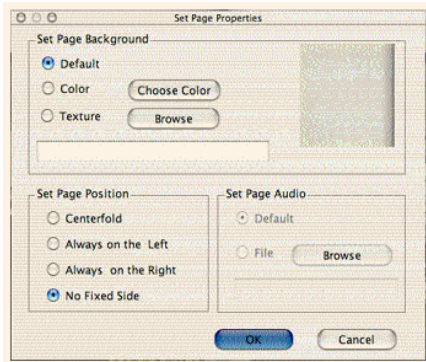 Set Page Properties
Set Page Background
Default
Color
Choose Color
Texture
Browse
Set Page Position
Centerfold
Always on the Left
Always on the Right
No Fixed Side
Set Page Audio
Default
File
Browse
OK
Cancel